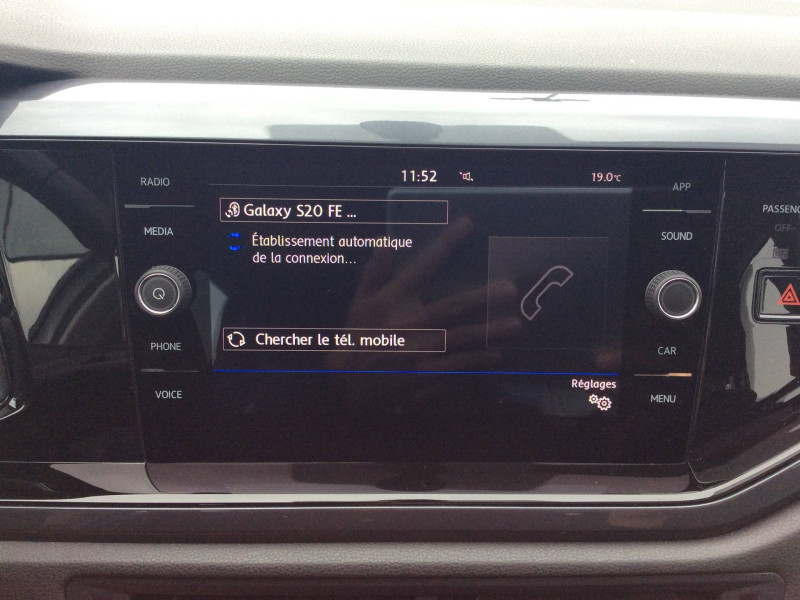 RADIO
MEDIA
PHONE
VOICE
11:52
19.0°C
Galaxy S20 FE ...
Établissement automatique
de la connexion...
Chercher le tél. mobile
Réglages
APP
SOUND
CAR
MENU
OFF